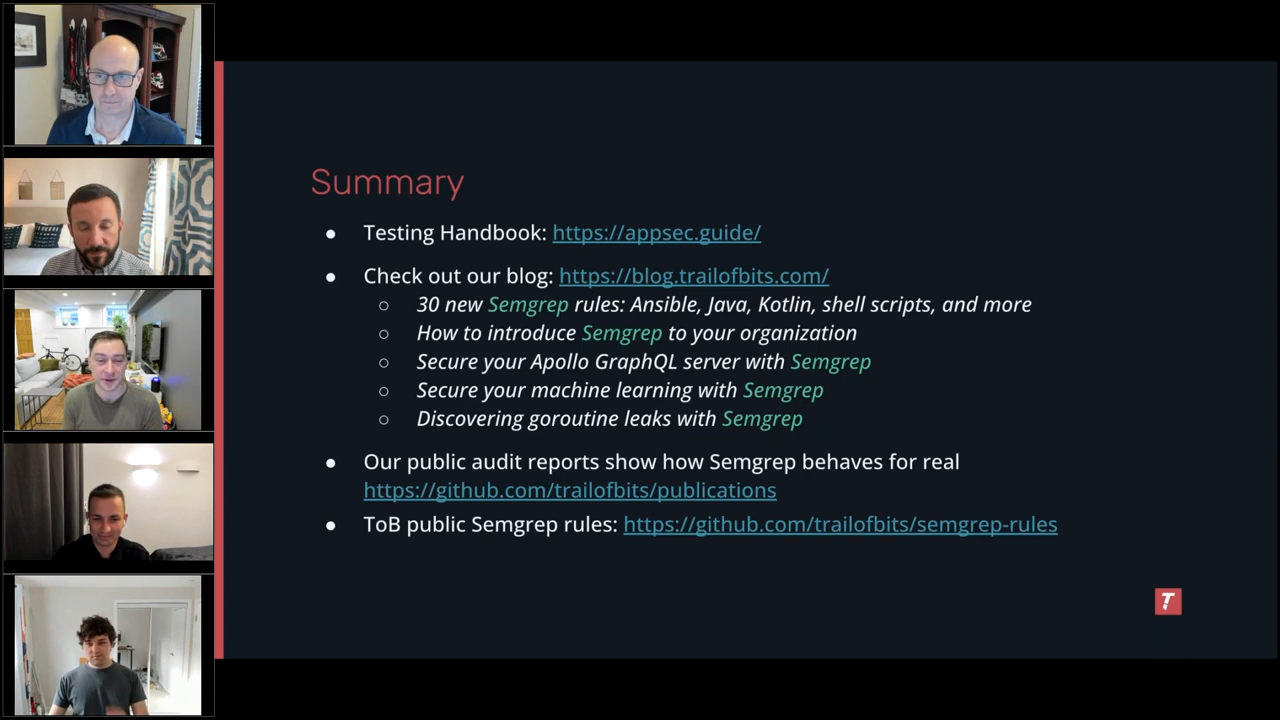 Summary
● Testing Handbook: https://appsec.guide/
● Check out our blog: https://blog.trailofbits.com/
○ 30 new Semgrep rules: Ansible, Java, Kotlin, shell scripts, and more
○ How to introduce Semgrep to your organization
○ Secure your Apollo GraphQL server with Semgrep
○ Secure your machine learning with Semgrep
○ Discovering goroutine leaks with Semgrep
● Our public audit reports show how Semgrep behaves for real
https://github.com/trailofbits/publications
● ToB public Semgrep rules: https://github.com/trailofbits/semgrep-rules
T